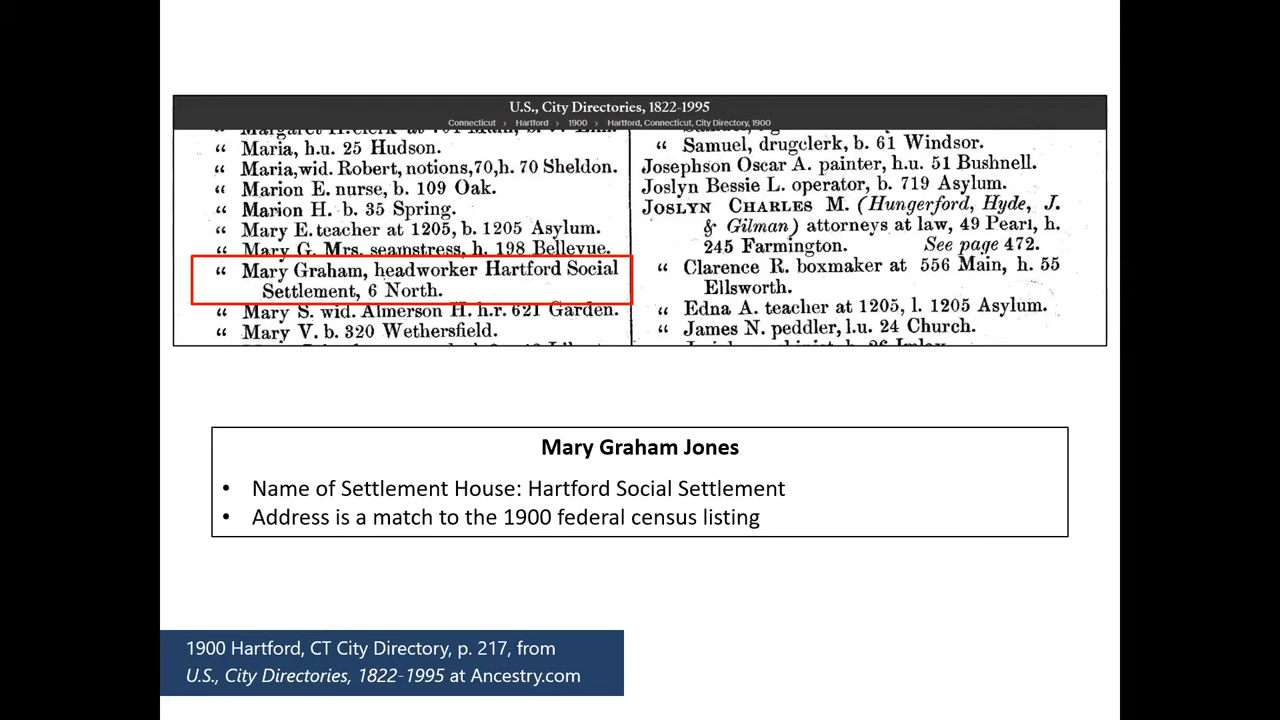 U.S., City Directories, 1822-1995
Connecticut › Hartford › 1900 › Hartford, Connecticut, City Directory, 1900
“ Maria, h.u. 25 Hudson.
“ Maria, wid. Robert, notions, 70, h. 70 Sheldon.
“ Marion E. nurse, b. 109 Oak.
“ Marion H. b. 35 Spring.
“ Mary E. teacher at 1205, b. 1205 Asylum.
“ Mary G. Mrs. seamstress, h. 198 Bellevue.
“ Mary Graham, headworker Hartford Social
Settlement, 6 North.
“ Mary S. wid. Almerson H. h.r. 621 Garden.
“ Mary V. b. 320 Wethersfield.
“ Samuel, drugclerk, b. 61 Windsor.
Josephson Oscar A. painter, h.u. 51 Bushnell.
Joslyn Bessie L. operator, b. 719 Asylum.
JOSLYN CHARLES M. (Hungerford, Hyde, J.
& Gilman) attorneys at law, 49 Pearl, h.
245 Farmington. See page 472.
“ Clarence R. boxmaker at 556 Main, h. 55
Ellsworth.
“ Edna A. teacher at 1205, l. 1205 Asylum.
“ James N. peddler, l.u. 24 Church.
Mary Graham Jones
• Name of Settlement House: Hartford Social Settlement
• Address is a match to the 1900 federal census listing
1900 Hartford, CT City Directory, p. 217, from
U.S., City Directories, 1822-1995 at Ancestry.com